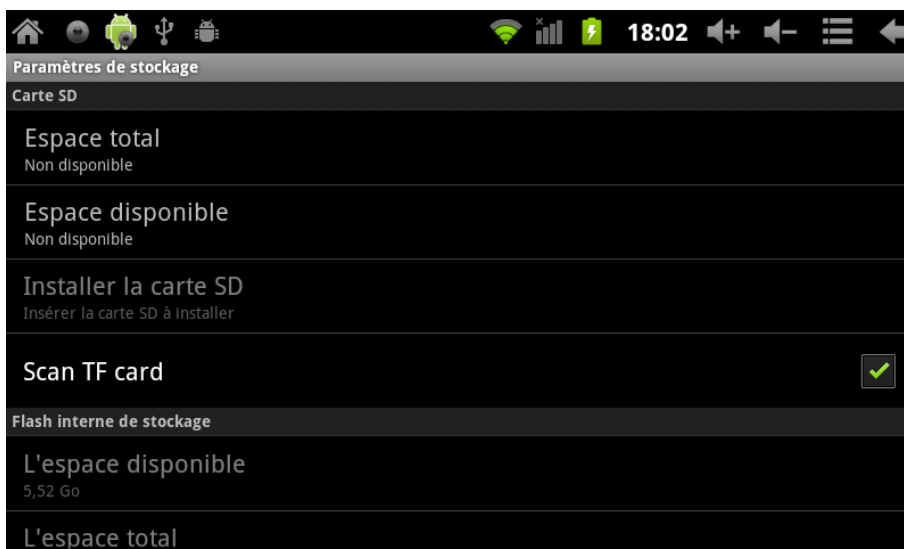 18:02
Paramètres de stockage
Carte SD
Espace total
Non disponible
Espace disponible
Non disponible
Installer la carte SD
Insérer la carte SD à installer
Scan TF card
Flash interne de stockage
L'espace disponible
5,52 Go
L'espace total